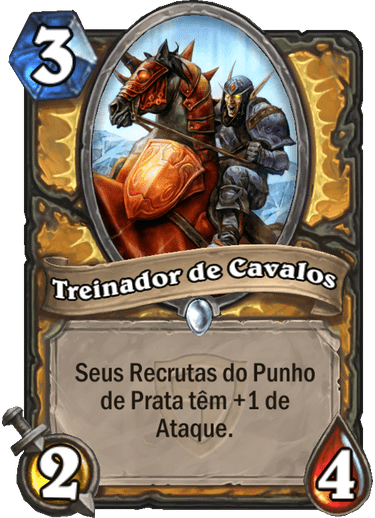 3
Treinador de Cavalos
Seus Recrutas do Punho
de Prata têm +1 de
Ataque.
2
4